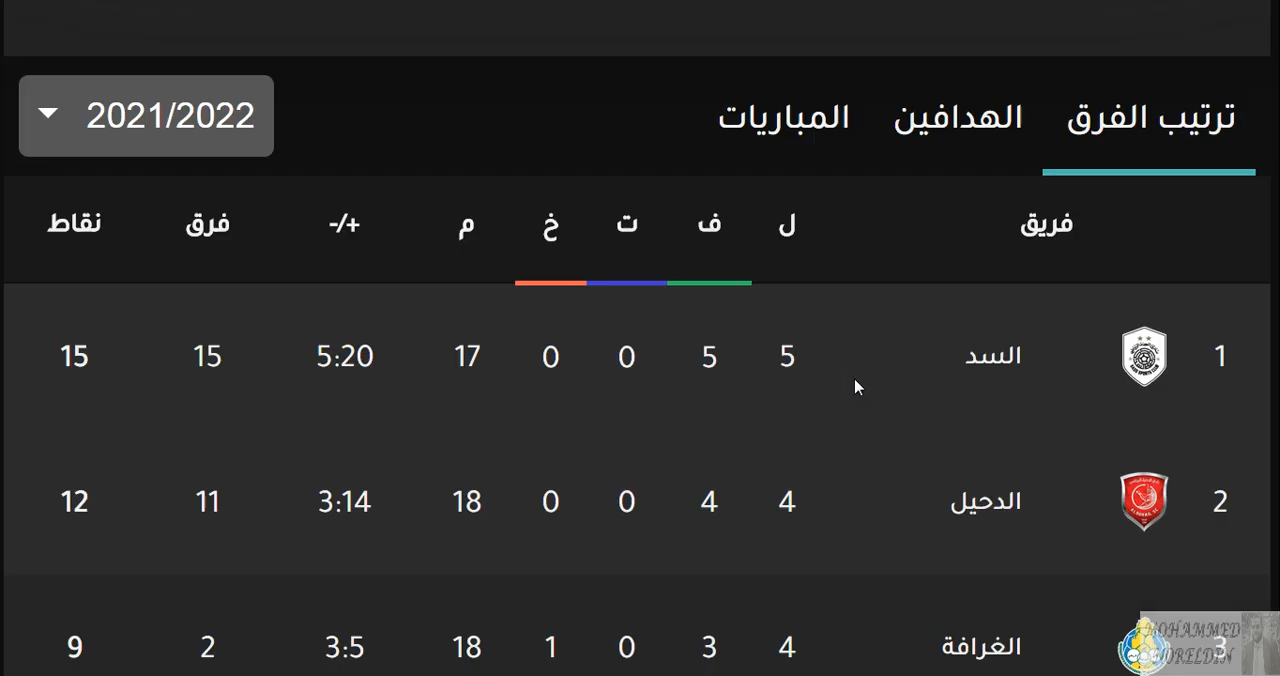 ترتيب الفرق الهدافين المباريات 2021/2022
فريق ل ف ت خ م +/- فرق نقاط
1 السد 5 5 0 0 17 5:20 15 15
2 الدحيل 4 4 0 0 18 3:14 11 12
3 الغرافة 4 3 0 1 18 3:5 2 9
MOHAMMED
NORELDIN